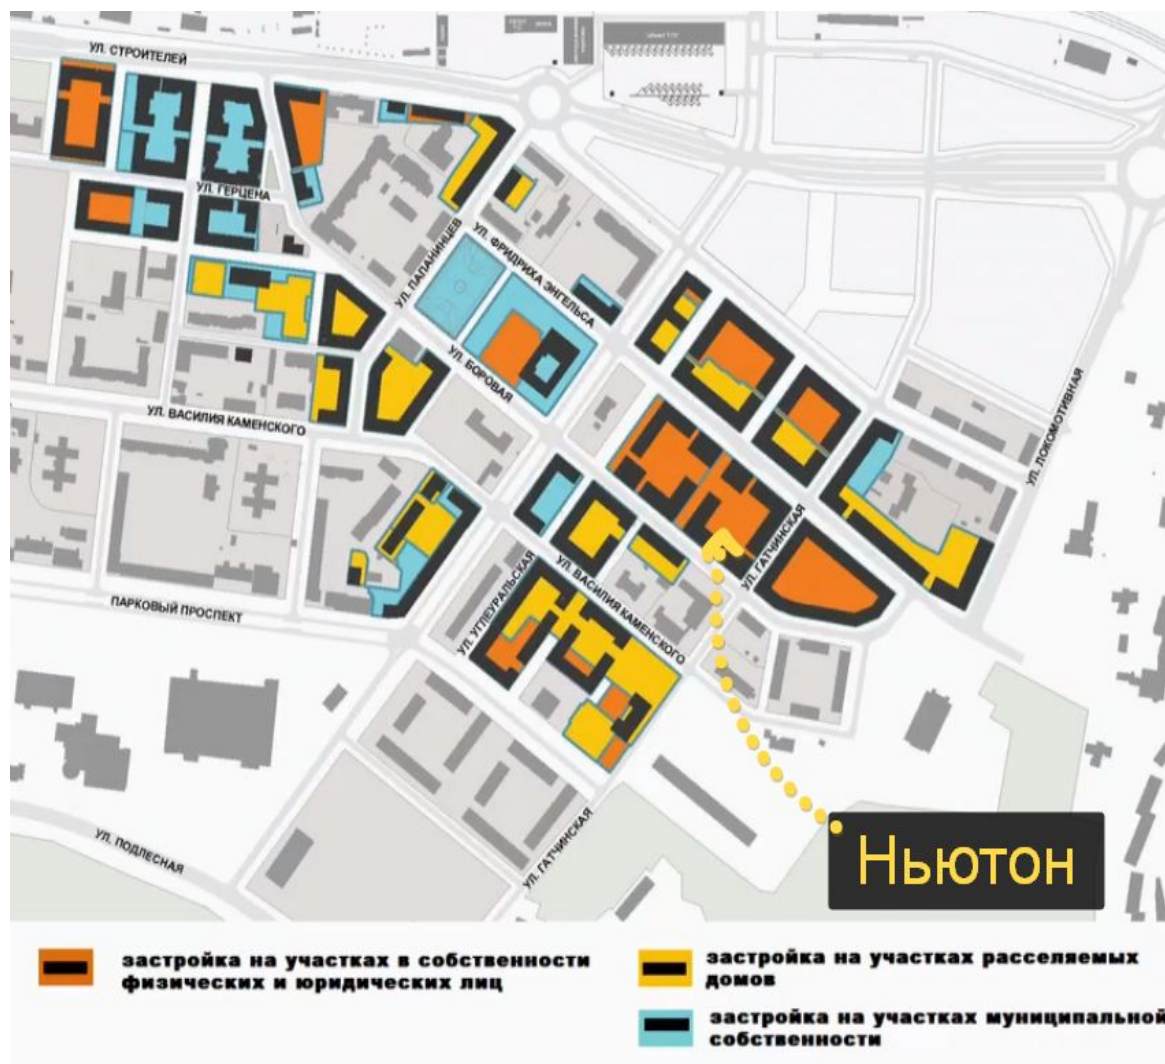 УЛ. СТРОИТЕЛЕЙ
УЛ. ГЕРЦЕНА
УЛ. ПАПАНИНЦЕВ
УЛ. ФРИДРИХА ЭНГЕЛЬСА
УЛ. БОРОВАЯ
УЛ. ВАСИЛИЯ КАМЕНСКОГО
УЛ. ЛОКОМОТИВНАЯ
УЛ. ГАТЧИНСКАЯ
УЛ. УГЛЕУРАЛЬСКАЯ
УЛ. ВАСИЛИЯ КАМЕНСКОГО
ПАРКОВЫЙ ПРОСПЕКТ
УЛ. ПОДЛЕСНАЯ
УЛ. ГАТЧИНСКАЯ
Ньютон
застройка на участках в собственности
физических и юридических лиц
застройка на участках расселяемых
домов
застройка на участках муниципальной
собственности